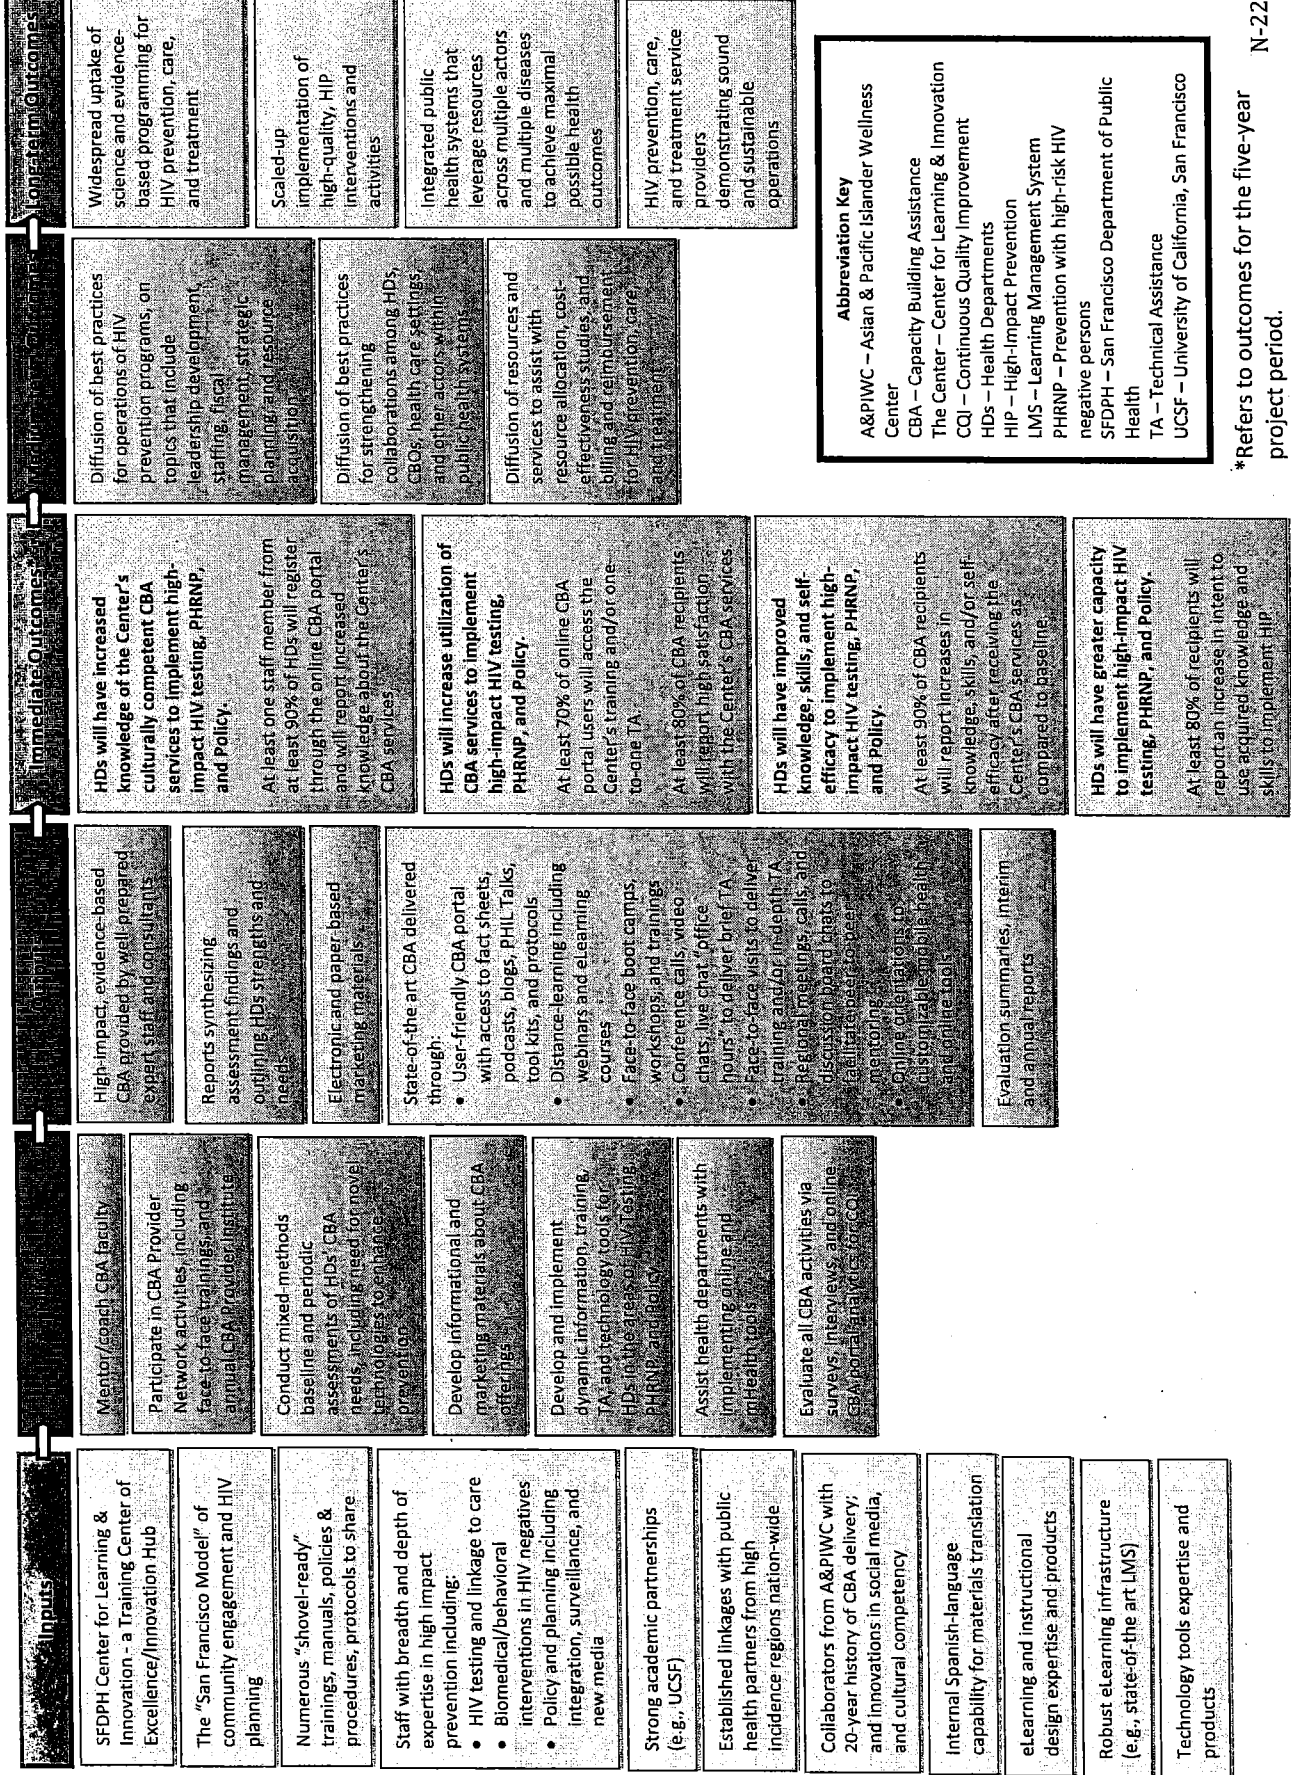 Inputs
SFDPH Center for Learning &
Innovation - a Training Center of
Excellence/Innovation Hub
The "San Francisco Model" of
community engagement and HIV
planning
Numerous "shovel-ready"
trainings, manuals, policies &
procedures, protocols to share
Staff with breadth and depth of
expertise in high impact
prevention including:
• HIV testing and linkage to care
• Biomedical/behavioral
interventions in HIV negatives
• Policy and planning including
integration, surveillance, and
new media
Strong academic partnerships
(e.g., UCSF)
Established linkages with public
health partners from high
incidence regions nation-wide
Collaborators from A&PIWC with
20-year history of CBA delivery;
and innovations in social media,
and cultural competency
Internal Spanish-language
capability for materials translation
eLearning and instructional
design expertise and products
Robust eLearning infrastructure
(e.g., state-of-the art LMS)
Technology tools expertise and
products
Mentor/coach CBA faculty
Participate in CBA Provider
Network activities, including
face-to-face trainings, and
annual CBA Provider Institute
Conduct mixed-methods
baseline and periodic
assessments of HDs' CBA
needs, including need for novel
technologies to enhance
prevention
Develop informational and
marketing materials about CBA
offerings
Develop and implement
dynamic information, training,
TA, and technology tools for
HDs in the areas of HIV Testing,
PHRNP, and Policy
Assist health departments with
implementing online and
mHealth tools
Evaluate all CBA activities via
surveys, interviews, and online
CBA portal analytics for CQI
Outputs
High-impact, evidence-based
CBA provided by well-prepared
expert staff and consultants
Reports synthesizing
assessment findings and
outlining HDs strengths and
needs
Electronic and paper-based
marketing materials
State-of-the art CBA delivered
through:
• User-friendly CBA portal
with access to fact sheets,
podcasts, blogs, PHIL Talks,
tool kits, and protocols
• Distance-learning including
webinars and eLearning
courses
• Face-to-face boot camps,
workshops, and trainings
• Conference calls, video
chats, live chat "office
hours" to deliver brief TA
• Face-to-face visits to deliver
training and/or in-depth TA
• Regional meetings, calls, and
discussion board chats to
facilitate peer-to-peer
mentoring
• Online orientations to
customizable mobile health
and online tools
Evaluation summaries, interim
and annual reports
Immediate Outcomes*
HDs will have increased
knowledge of the Center's
culturally competent CBA
services to implement high-
impact HIV testing, PHRNP,
and Policy.
At least one staff member from
at least 90% of HDs will register
through the online CBA portal
and will report increased
knowledge about the Center's
CBA services
HDs will increase utilization of
CBA services to implement
high-impact HIV testing,
PHRNP, and Policy.
At least 70% of online CBA
portal users will access the
Center's training and/or one-
to-one TA.
At least 80% of CBA recipients
will report high satisfaction
with the Center's CBA services
HDs will have improved
knowledge, skills, and self-
efficacy to implement high-
impact HIV testing, PHRNP,
and Policy.
At least 90% of CBA recipients
will report increases in
knowledge, skills, and/or self-
efficacy after receiving the
Center's CBA services as
compared to baseline.
HDs will have greater capacity
to implement high-impact HIV
testing, PHRNP, and Policy.
At least 80% of recipients will
report an increase in intent to
use acquired knowledge and
skills to implement HIP
Diffusion of best practices
for operations of HIV
prevention programs, on
topics that include
leadership development,
staffing, fiscal
management, strategic
planning and resource
acquisition
Diffusion of best practices
for strengthening
collaborations among HDs,
CBOs, health care settings,
and other actors within
public health systems
Diffusion of resources and
services to assist with
resource allocation, cost-
effectiveness studies, and
billing and reimbursement
for HIV prevention, care,
and treatment
Long-term Outcomes
Widespread uptake of
science and evidence-
based programming for
HIV prevention, care,
and treatment
Scaled-up
implementation of
high-quality, HIP
interventions and
activities
Integrated public
health systems that
leverage resources
across multiple actors
and multiple diseases
to achieve maximal
possible health
outcomes
HIV prevention, care,
and treatment service
providers
demonstrating sound
and sustainable
operations
Abbreviation Key
A&PIWC – Asian & Pacific Islander Wellness
Center
CBA – Capacity Building Assistance
The Center – Center for Learning & Innovation
CQI – Continuous Quality Improvement
HDs – Health Departments
HIP – High-Impact Prevention
LMS – Learning Management System
PHRNP – Prevention with high-risk HIV
negative persons
SFDPH – San Francisco Department of Public
Health
TA – Technical Assistance
UCSF – University of California, San Francisco
*Refers to outcomes for the five-year
project period.
N-22